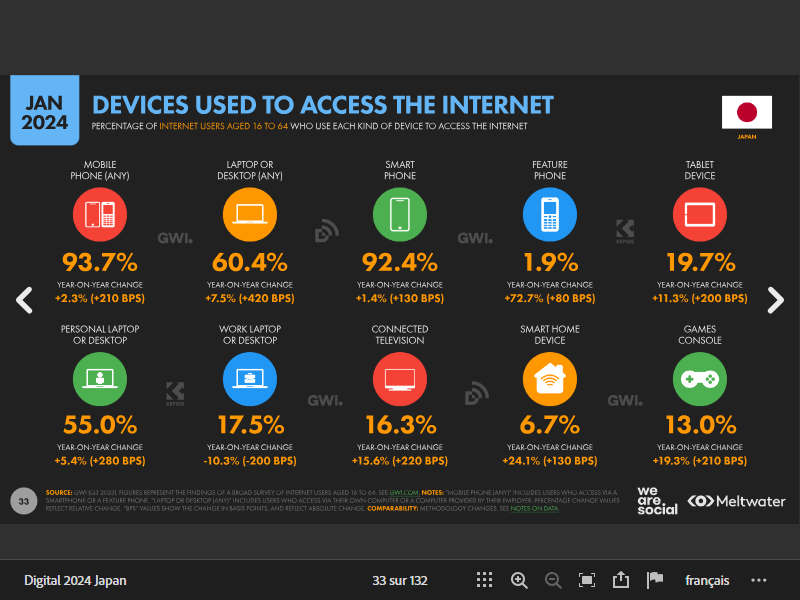 JAN
2024
DEVICES USED TO ACCESS THE INTERNET
PERCENTAGE OF INTERNET USERS AGED 16 TO 64 WHO USE EACH KIND OF DEVICE TO ACCESS THE INTERNET
JAPAN
MOBILE
PHONE (ANY)
93.7%
YEAR-ON-YEAR CHANGE
+2.3% (+210 BPS)
LAPTOP OR
DESKTOP (ANY)
60.4%
YEAR-ON-YEAR CHANGE
+7.5% (+420 BPS)
SMART
PHONE
92.4%
YEAR-ON-YEAR CHANGE
+1.4% (+130 BPS)
FEATURE
PHONE
1.9%
YEAR-ON-YEAR CHANGE
+72.7% (+80 BPS)
TABLET
DEVICE
19.7%
YEAR-ON-YEAR CHANGE
+11.3% (+200 BPS)
GWI.
GWI.
KEPIOS
PERSONAL LAPTOP
OR DESKTOP
55.0%
YEAR-ON-YEAR CHANGE
+5.4% (+280 BPS)
WORK LAPTOP
OR DESKTOP
17.5%
YEAR-ON-YEAR CHANGE
-10.3% (-200 BPS)
CONNECTED
TELEVISION
16.3%
YEAR-ON-YEAR CHANGE
+15.6% (+220 BPS)
SMART HOME
DEVICE
6.7%
YEAR-ON-YEAR CHANGE
+24.1% (+130 BPS)
GAMES
CONSOLE
13.0%
YEAR-ON-YEAR CHANGE
+19.3% (+210 BPS)
KEPIOS
GWI.
GWI.
33
SOURCE: GWI (Q3 2023). FIGURES REPRESENT THE FINDINGS OF A BROAD SURVEY OF INTERNET USERS AGED 16 TO 64. SEE GWI.COM. NOTES: "MOBILE PHONE (ANY)" INCLUDES USERS WHO ACCESS VIA A
SMARTPHONE OR A FEATURE PHONE. "LAPTOP OR DESKTOP (ANY)" INCLUDES USERS WHO ACCESS VIA THEIR OWN COMPUTER OR A COMPUTER PROVIDED BY THEIR EMPLOYER. PERCENTAGE CHANGE VALUES
REFLECT RELATIVE CHANGE. "BPS" VALUES SHOW THE CHANGE IN BASIS POINTS, AND REFLECT ABSOLUTE CHANGE. COMPARABILITY: METHODOLOGY CHANGES. SEE NOTES ON DATA.
we
are.
social
Meltwater
Digital 2024 Japan
33 sur 132
français